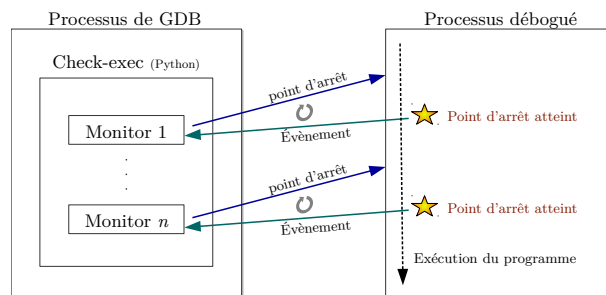 Processus de GDB
Processus débogué
Check-exec (Python)
point d'arrêt
Monitor 1
Évènement
Point d'arrêt atteint
point d'arrêt
Monitor n
Évènement
Point d'arrêt atteint
Exécution du programme